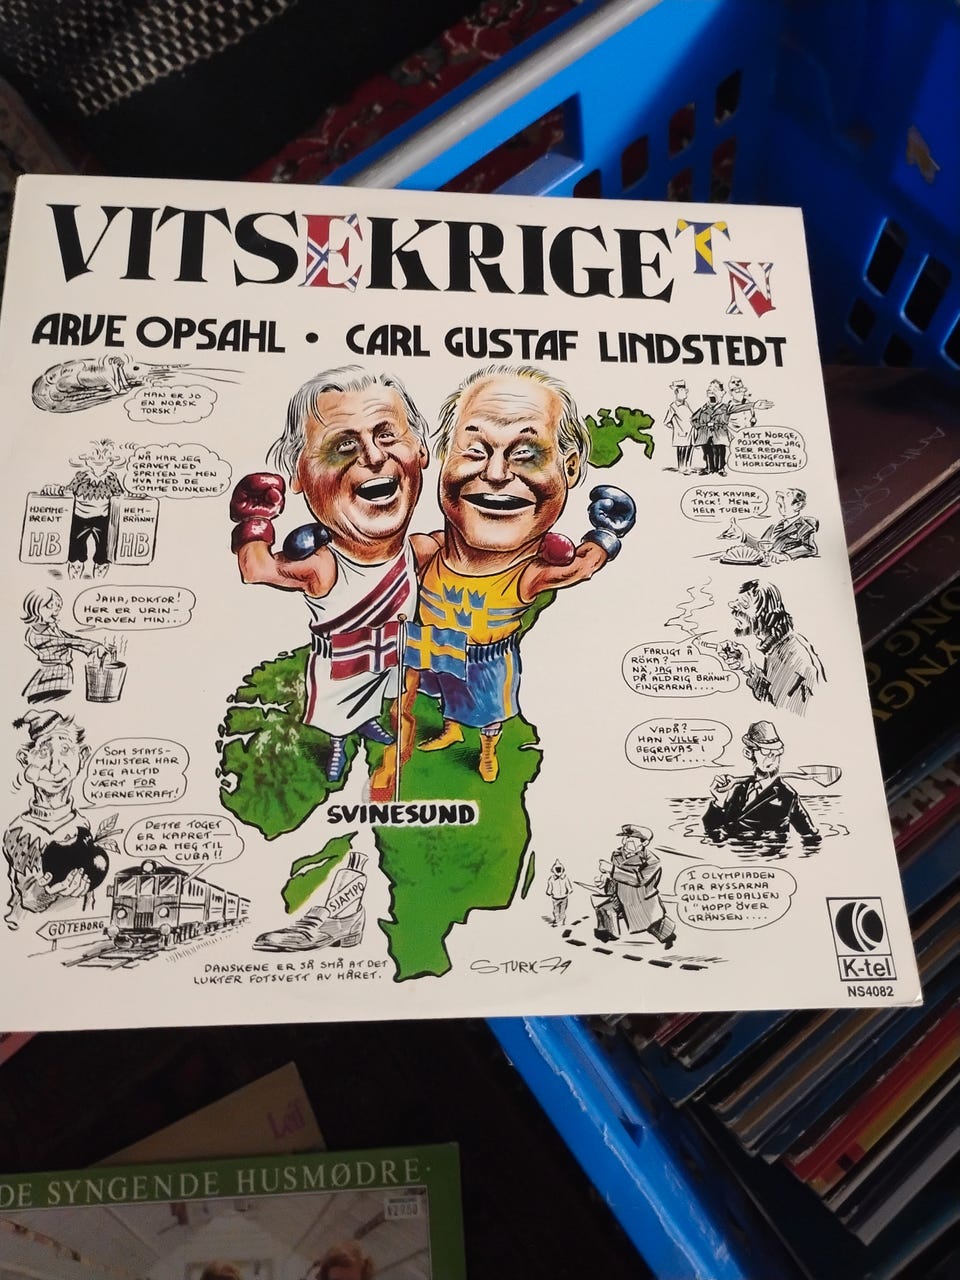 VITSEKRIGETN
ARVE OPSAHL • CARL GUSTAF LINDSTEDT
HAN ER JO
EN NORSK
TORSK!
NÅ HAR JEG
GRAVET NED
SPRITEN — MEN
HVA MED DE
TOMME DUNKENE?
HJEMME-
BRENT
HB
HEM-
BRÄNNT
HB
JAHA, DOKTOR!
HER ER URIN-
PRØVEN MIN...
SOM STATS-
MINISTER HAR
JEG ALLTID
VÆRT FOR
KJERNEKRAFT!
DETTE TOGET
ER KAPRET —
KJØR MEG TIL
CUBA!!
GÖTEBORG
MOT NORGE,
POJKAR — JAG
SER REDAN
HELSINGFORS
I HORISONTEN!
RYSK KAVIAR,
TACK! MEN —
HELA TUBEN!!
FARLIGT Å
RÖKA? —
NÄ, JAG HAR
DÅ ALDRIG BRÄNNT
FINGRARNA....
VADÅ? —
HAN VILLE JU
BEGRAVAS I
HAVET....
I OLYMPIADEN
TAR RYSSARNA
GULD-MEDALJEN
I "HOPP ÖVER
GRÄNSEN....
SVINESUND
SJAMPO
DANSKENE ER SÅ SMÅ AT DET
LUKTER FOTSVETT AV HÅRET.
STURK-79
K-tel
NS4082
DE SYNGENDE HUSMØDRE